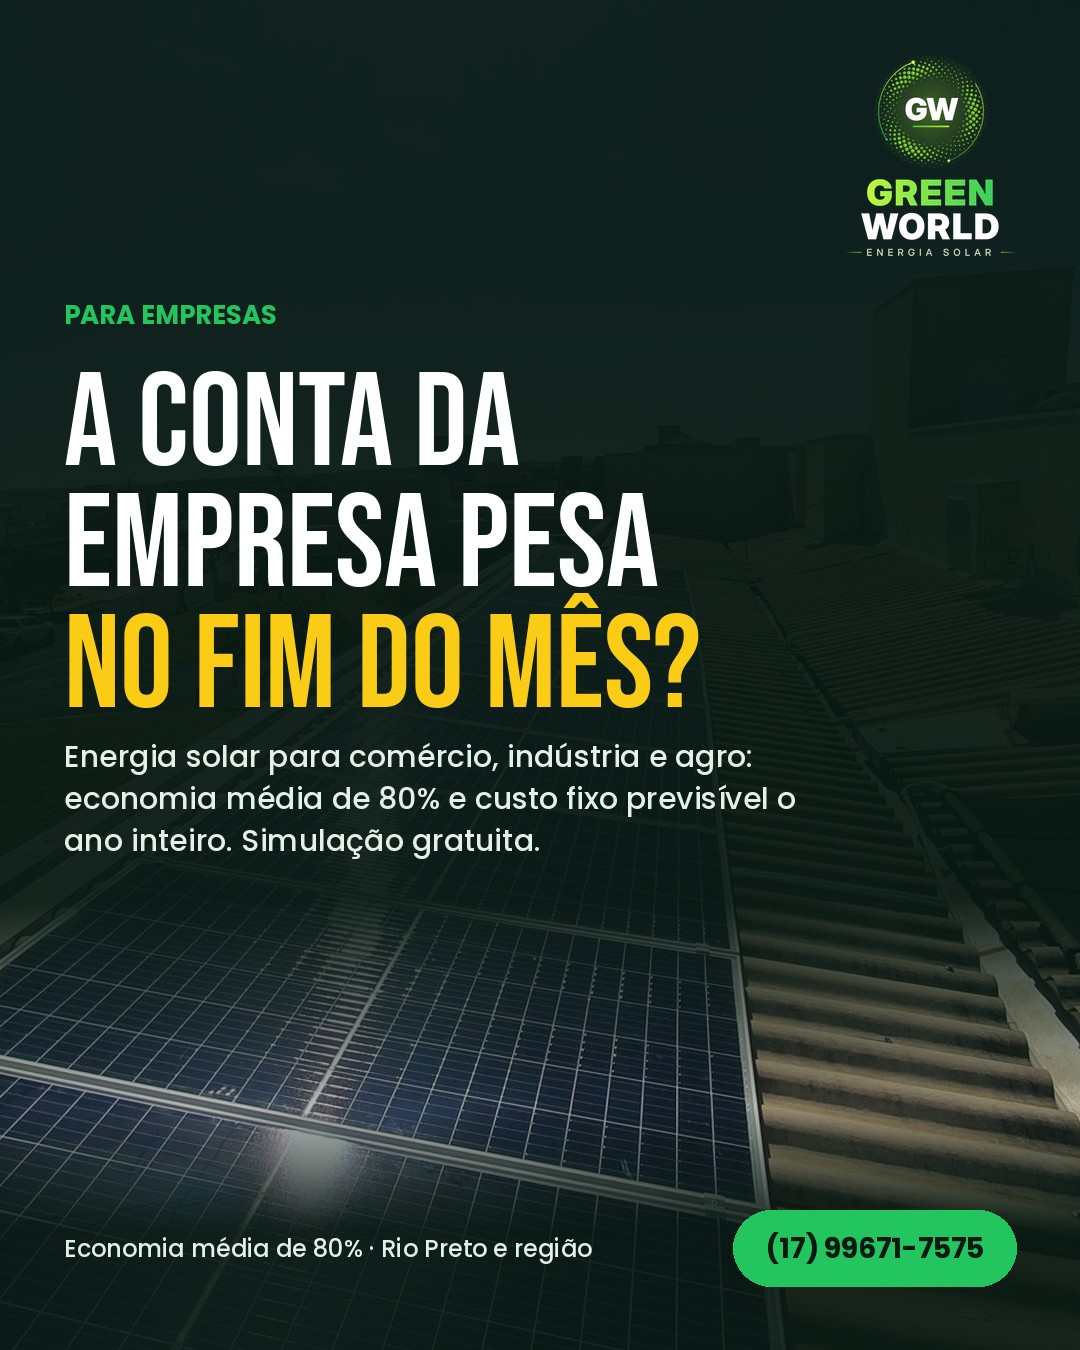 GW
GREEN
WORLD
ENERGIA SOLAR
PARA EMPRESAS
A CONTA DA
EMPRESA PESA
NO FIM DO MÊS?
Energia solar para comércio, indústria e agro:
economia média de 80% e custo fixo previsível o
ano inteiro. Simulação gratuita.
Economia média de 80% · Rio Preto e região
(17) 99671-7575